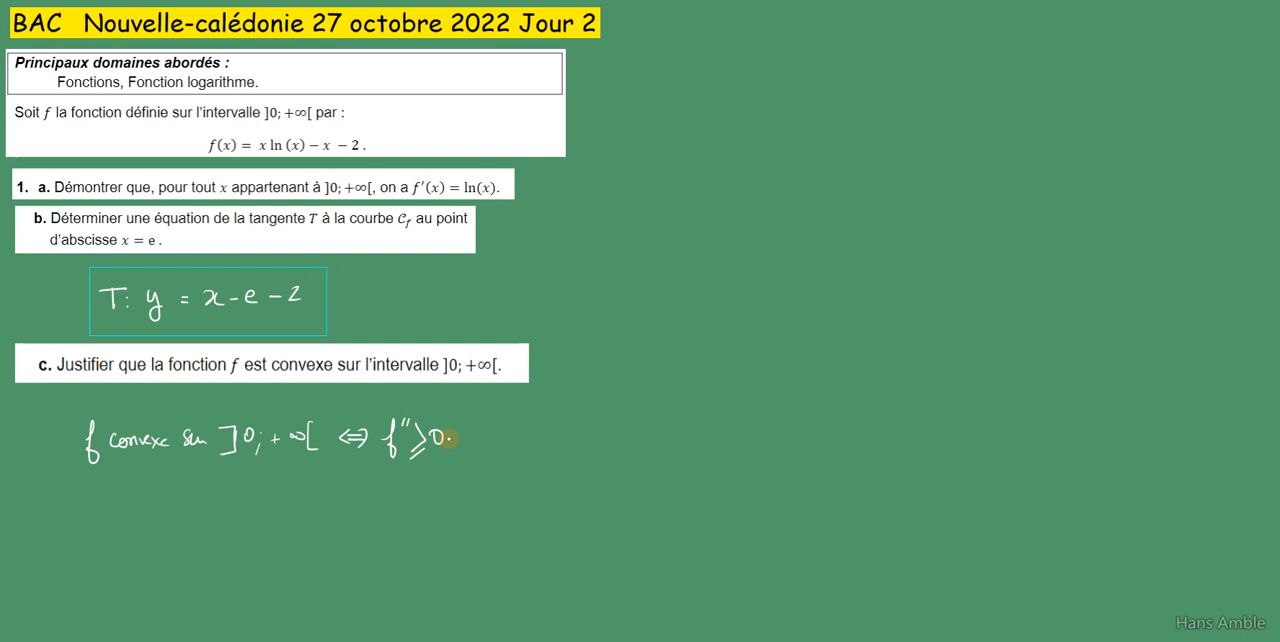 BAC Nouvelle-calédonie 27 octobre 2022 Jour 2
Principaux domaines abordés :
Fonctions, Fonction logarithme.
Soit f la fonction définie sur l'intervalle ]0; +∞[ par :
f(x) = x ln (x) − x − 2 .
1. a. Démontrer que, pour tout x appartenant à ]0; +∞[, on a f′(x) = ln(x).
b. Déterminer une équation de la tangente T à la courbe 𝒞f au point
d'abscisse x = e .
T: y = x - e - 2
c. Justifier que la fonction f est convexe sur l'intervalle ]0; +∞[.
f convexe sur ]0; +∞[ ⇔ f″ ⩾ 0.
Hans Amble